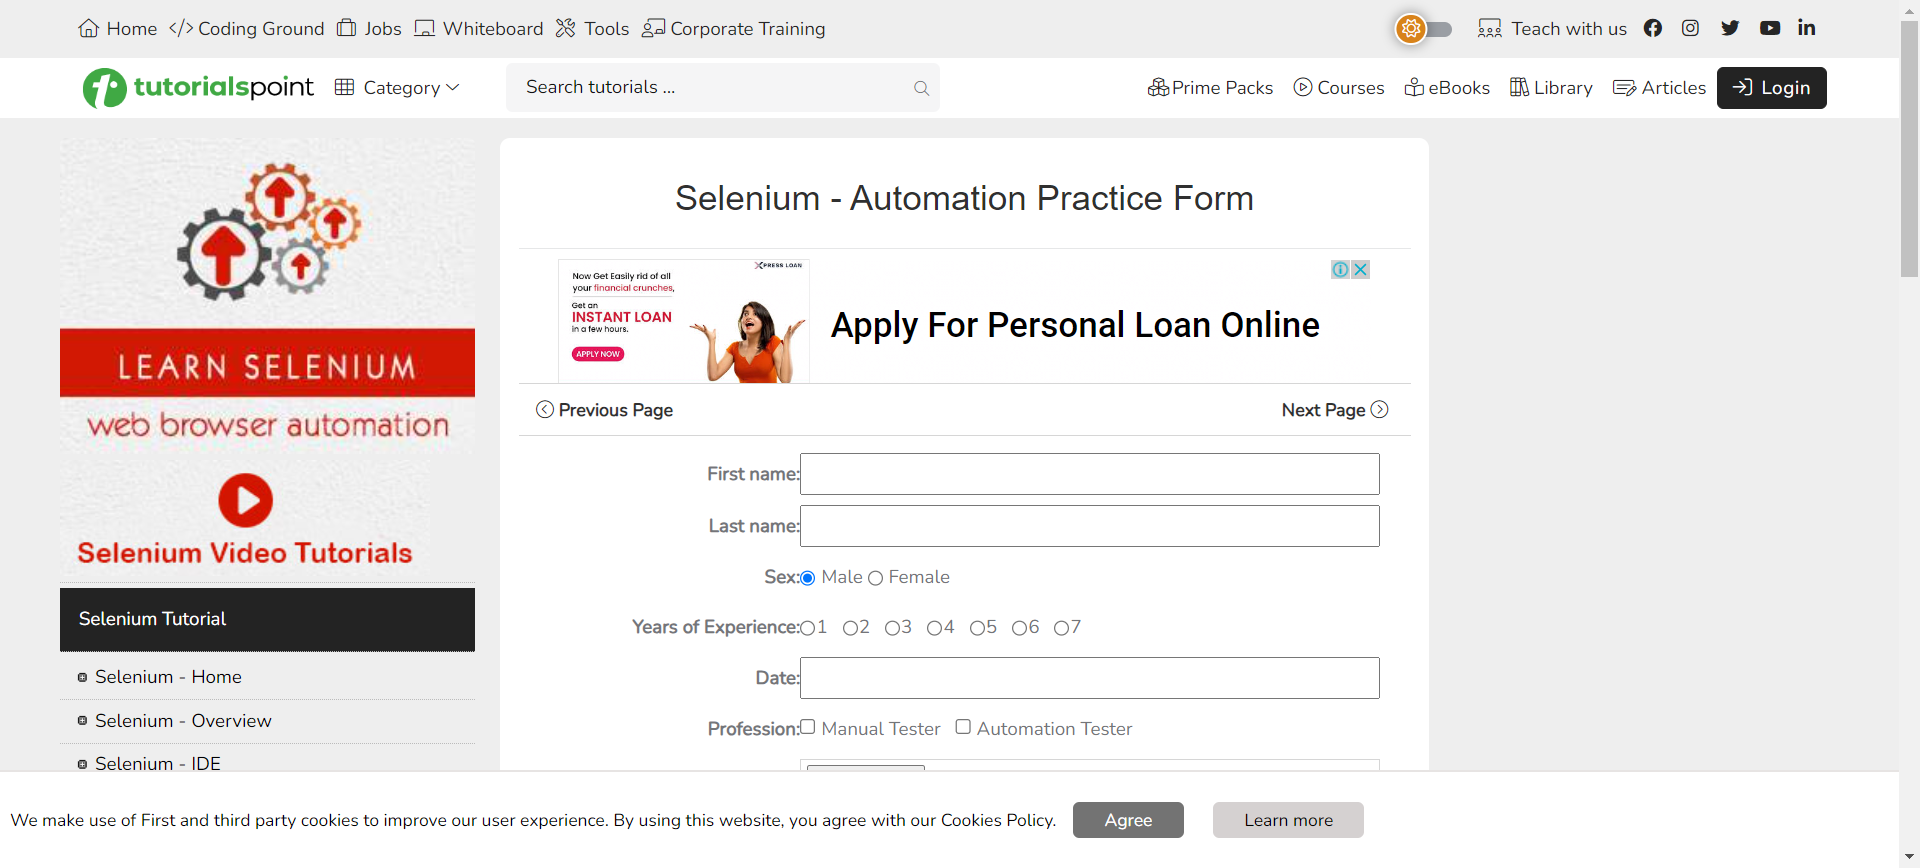 Home Coding Ground Jobs Whiteboard Tools Corporate Training Teach with us
tutorialspoint Category Search tutorials ... Prime Packs Courses eBooks Library Articles Login
LEARN SELENIUM
web browser automation
Selenium Video Tutorials
Selenium Tutorial
Selenium - Home
Selenium - Overview
Selenium - IDE
Selenium - Automation Practice Form
XPRESS LOAN
Now Get Easily rid of all
your financial crunches,
Get an
INSTANT LOAN
in a few hours.
APPLY NOW
Apply For Personal Loan Online
Previous Page Next Page
First name:
Last name:
Sex: Male Female
Years of Experience: 1 2 3 4 5 6 7
Date:
Profession: Manual Tester Automation Tester
We make use of First and third party cookies to improve our user experience. By using this website, you agree with our Cookies Policy. Agree Learn more